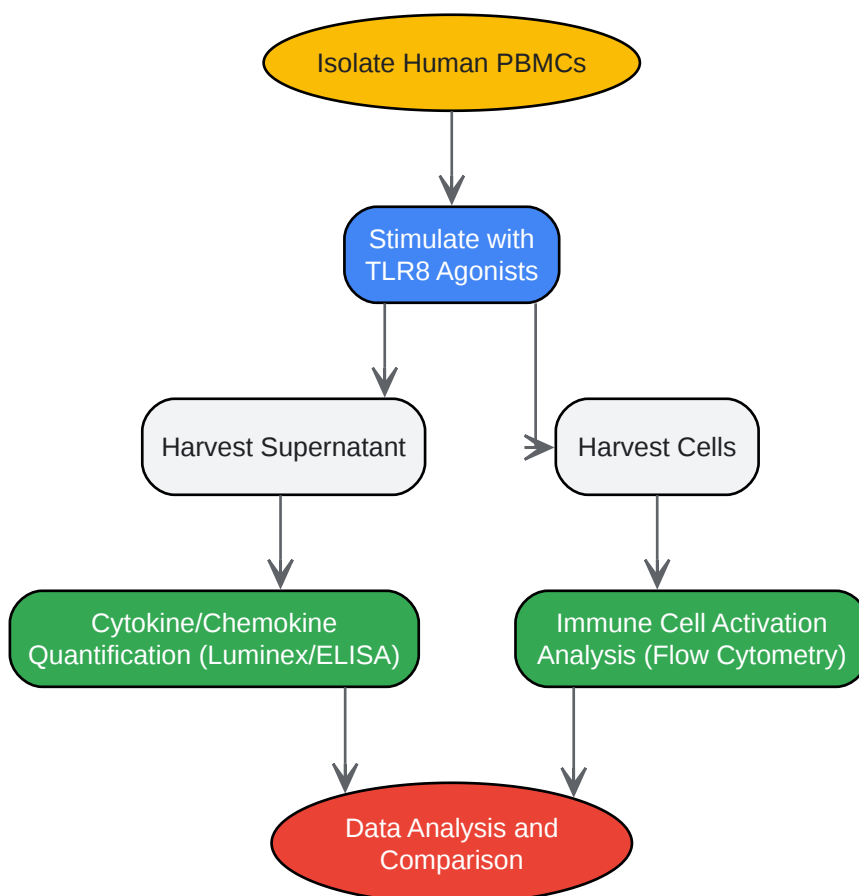 Isolate Human PBMCs
Stimulate with
TLR8 Agonists
Harvest Supernatant
Harvest Cells
Cytokine/Chemokine
Quantification (Luminex/ELISA)
Immune Cell Activation
Analysis (Flow Cytometry)
Data Analysis and
Comparison